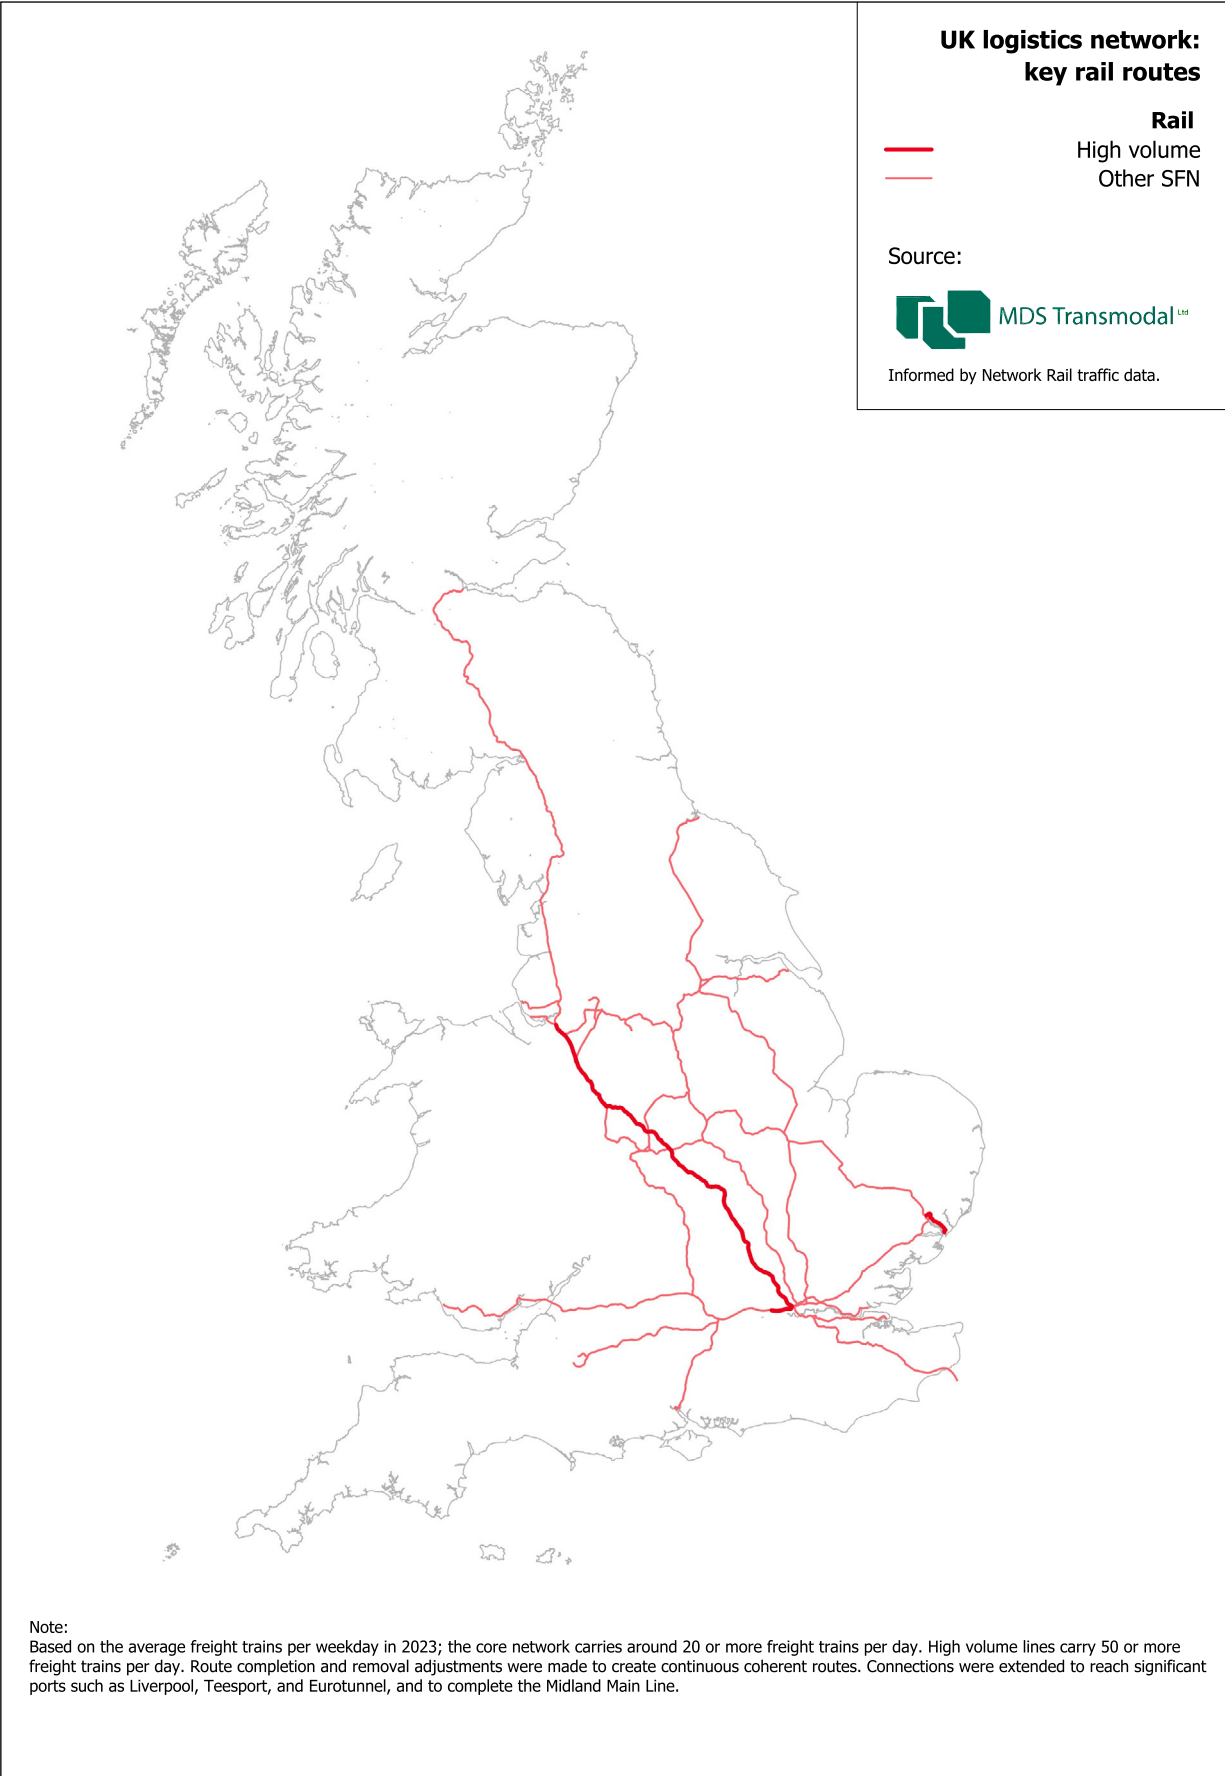 UK logistics network:
key rail routes
Rail
High volume
Other SFN
Source:
MDS Transmodal Ltd
Informed by Network Rail traffic data.
Note:
Based on the average freight trains per weekday in 2023; the core network carries around 20 or more freight trains per day. High volume lines carry 50 or more
freight trains per day. Route completion and removal adjustments were made to create continuous coherent routes. Connections were extended to reach significant
ports such as Liverpool, Teesport, and Eurotunnel, and to complete the Midland Main Line.